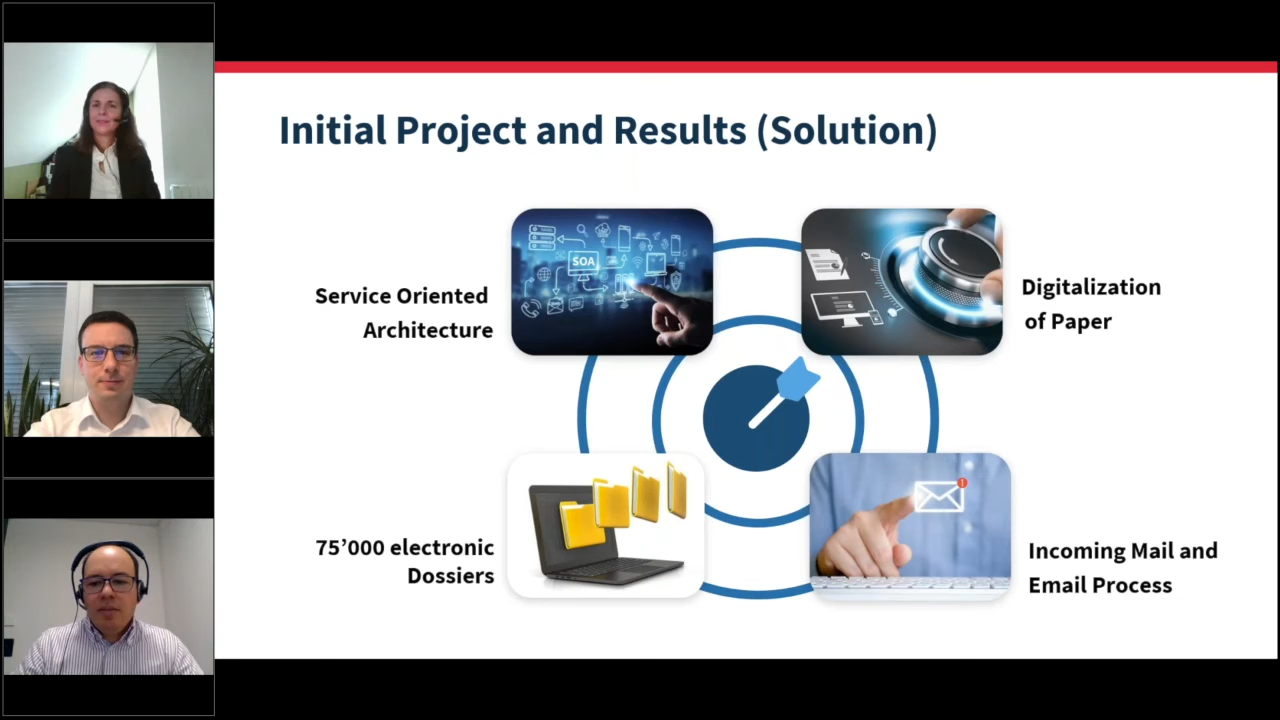 Initial Project and Results (Solution)
SOA
Service Oriented
Architecture
Digitalization
of Paper
75’000 electronic
Dossiers
Incoming Mail and
Email Process